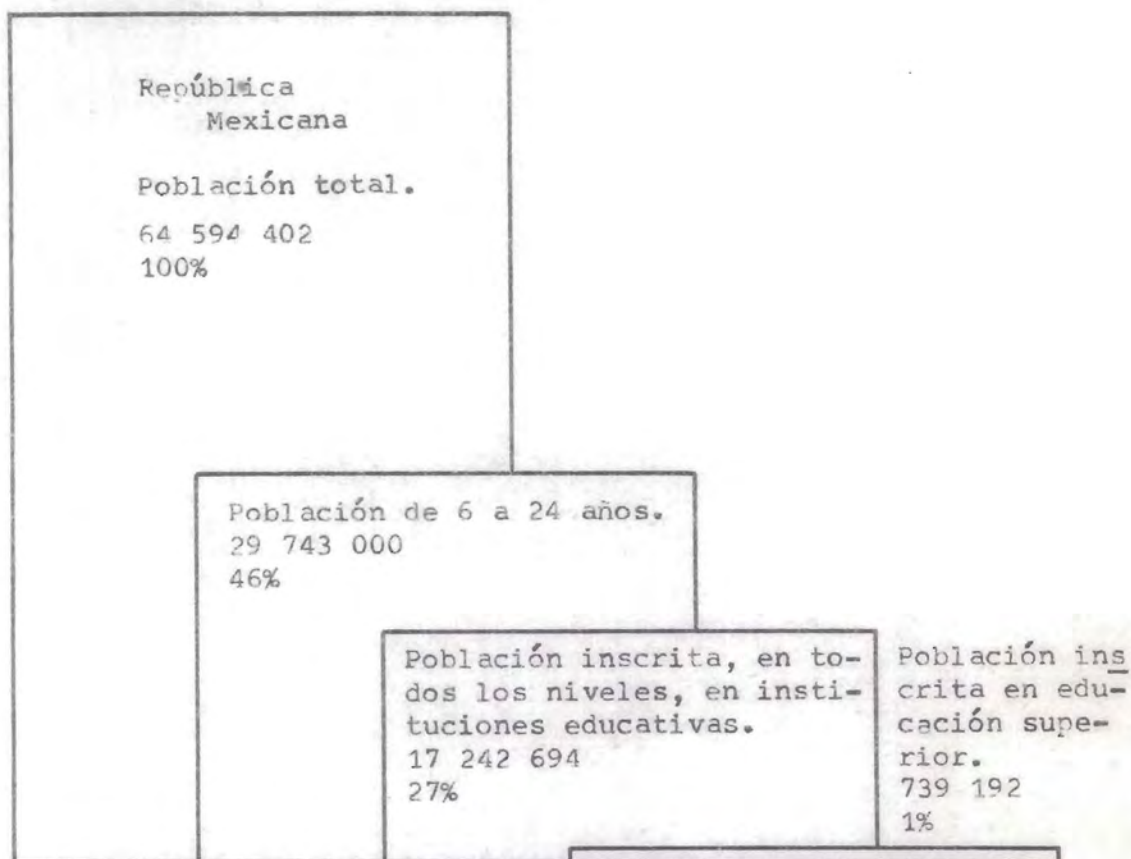 República
Mexicana
Población total.
64 594 402
100%
Población de 6 a 24 años.
29 743 000
46%
Población inscrita, en to-
dos los niveles, en insti-
tuciones educativas.
17 242 694
27%
Población ins
crita en edu-
cación supe-
rior.
739 192
1%